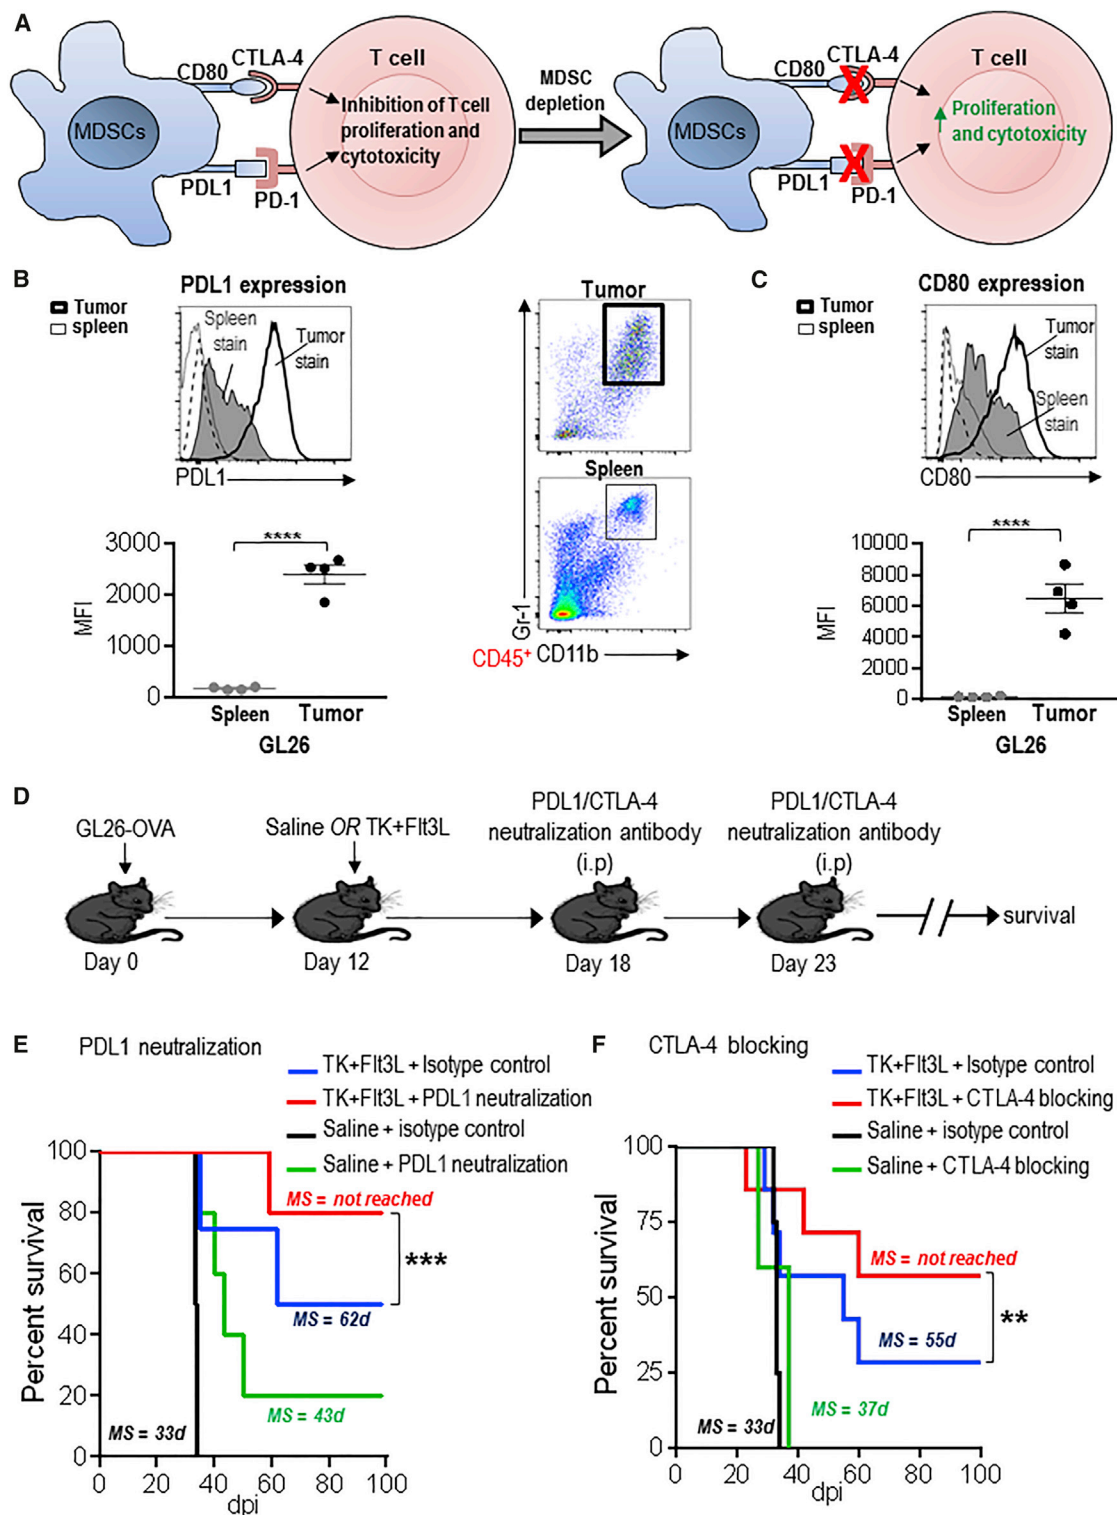 A
CD80
CTLA-4
T cell
MDSCs
Inhibition of T cell
proliferation and
cytotoxicity
PDL1
PD-1
MDSC
depletion
CD80
CTLA-4
T cell
MDSCs
Proliferation
and cytotoxicity
PDL1
PD-1
B
PDL1 expression
Tumor
spleen
Spleen
stain
Tumor
stain
PDL1
3000
2000
1000
0
MFI
****
Spleen
Tumor
GL26
Tumor
Spleen
Gr-1
CD45+ CD11b
C
CD80 expression
Tumor
spleen
Tumor
stain
Spleen
stain
CD80
10000
8000
6000
4000
2000
0
MFI
****
Spleen
Tumor
GL26
D
GL26-OVA
Day 0
Saline OR TK+Flt3L
Day 12
PDL1/CTLA-4
neutralization antibody
(i.p)
Day 18
PDL1/CTLA-4
neutralization antibody
(i.p)
Day 23
survival
E
PDL1 neutralization
TK+Flt3L + Isotype control
TK+Flt3L + PDL1 neutralization
Saline + isotype control
Saline + PDL1 neutralization
100
80
60
40
20
0
Percent survival
MS = not reached
***
MS = 62d
MS = 43d
MS = 33d
0 20 40 60 80 100
dpi
F
CTLA-4 blocking
TK+Flt3L + Isotype control
TK+Flt3L + CTLA-4 blocking
Saline + isotype control
Saline + CTLA-4 blocking
100
75
50
25
0
Percent survival
MS = not reached
**
MS = 55d
MS = 37d
MS = 33d
0 20 40 60 80 100
dpi